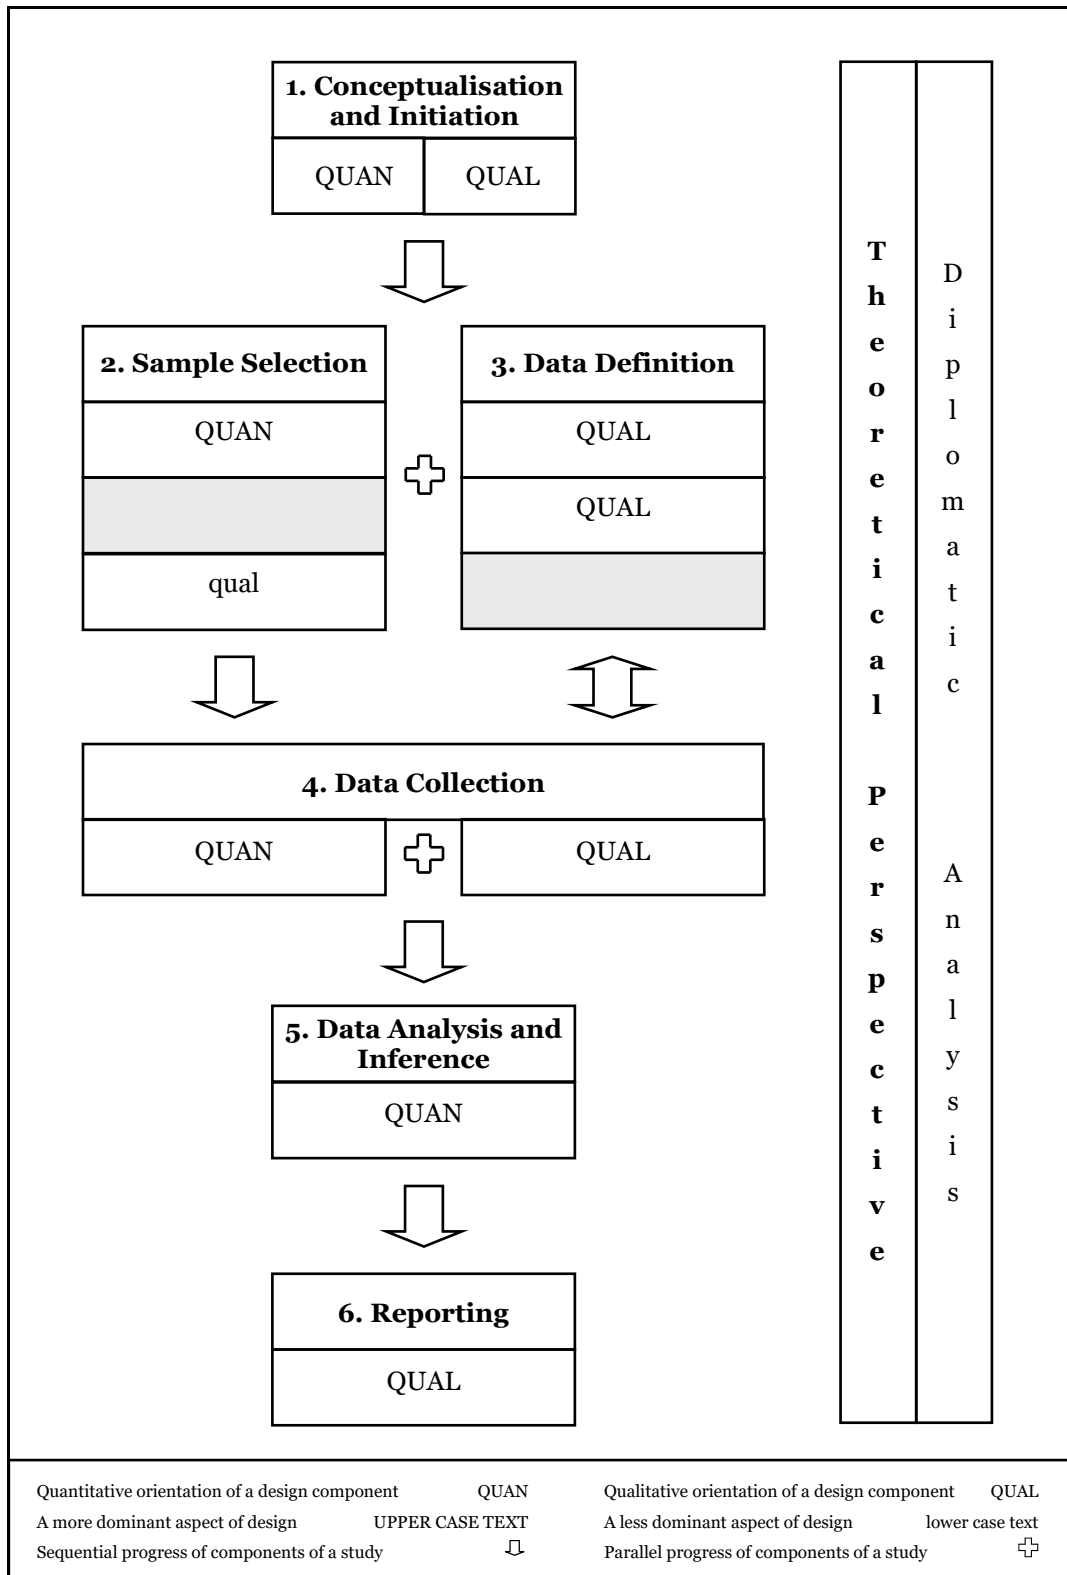 1. Conceptualisation
and Initiation
QUAN QUAL
2. Sample Selection
QUAN
qual
3. Data Definition
QUAL
QUAL
4. Data Collection
QUAN QUAL
5. Data Analysis and
Inference
QUAN
6. Reporting
QUAL
Theoretical Perspective
Diplomatic Analysis
Quantitative orientation of a design component QUAN
Qualitative orientation of a design component QUAL
A more dominant aspect of design UPPER CASE TEXT
A less dominant aspect of design lower case text
Sequential progress of components of a study
Parallel progress of components of a study